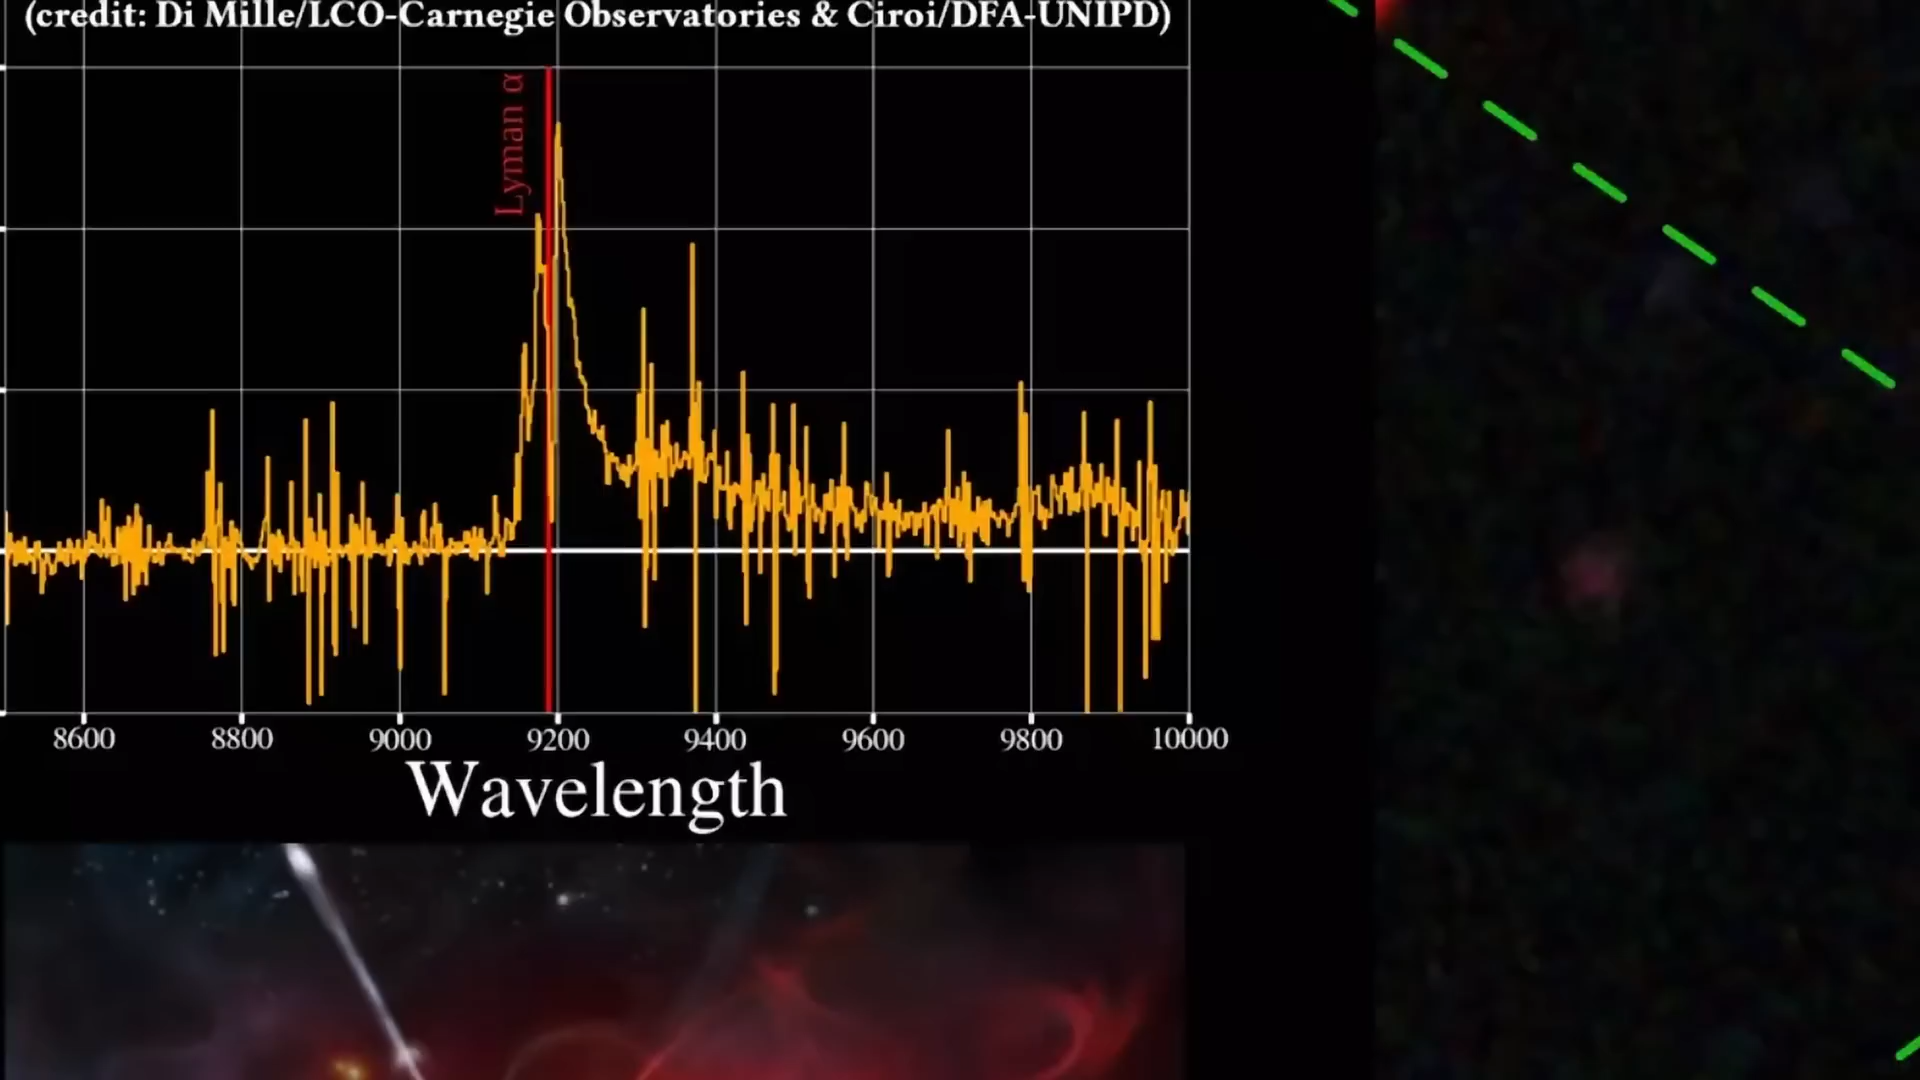 (credit: Di Mille/LCO-Carnegie Observatories & Ciroi/DFA-UNIPD)
Lyman α
8600 8800 9000 9200 9400 9600 9800 10000
Wavelength